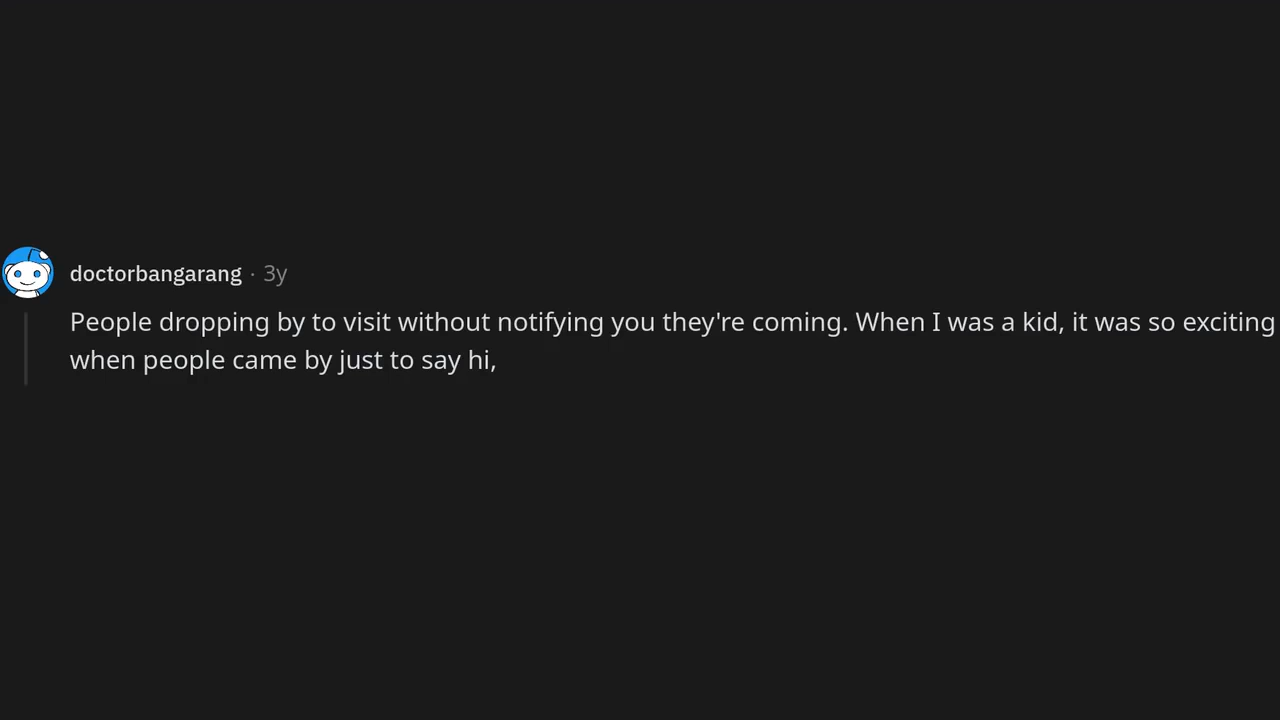 doctorbangarang · 3y
People dropping by to visit without notifying you they're coming. When I was a kid, it was so exciting
when people came by just to say hi,